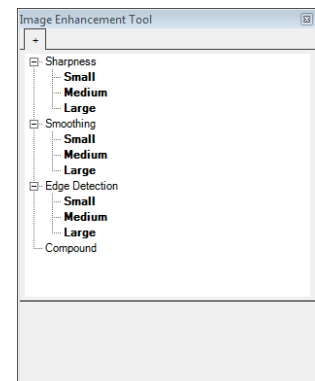 Image Enhancement Tool
+
Sharpness
Small
Medium
Large
Smoothing
Small
Medium
Large
Edge Detection
Small
Medium
Large
Compound